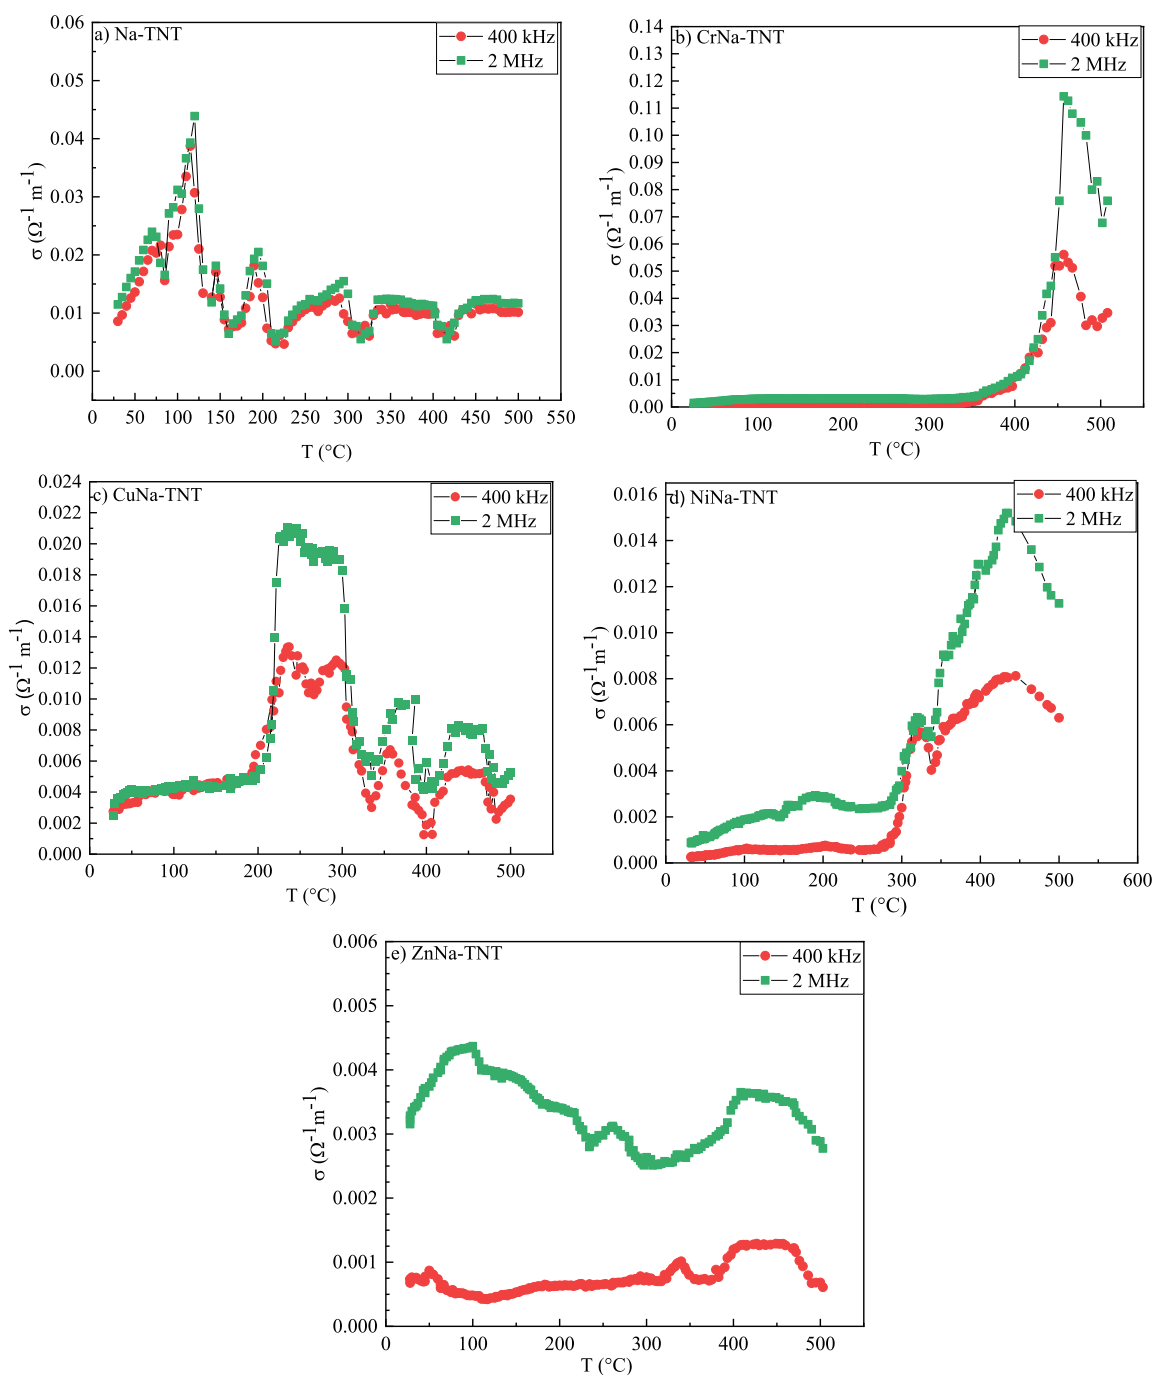 a) Na-TNT
400 kHz
2 MHz
σ (Ω⁻¹ m⁻¹)
0.06
0.05
0.04
0.03
0.02
0.01
0.00
0 50 100 150 200 250 300 350 400 450 500 550
T (°C)
b) CrNa-TNT
400 kHz
2 MHz
σ (Ω⁻¹ m⁻¹)
0.14
0.13
0.12
0.11
0.10
0.09
0.08
0.07
0.06
0.05
0.04
0.03
0.02
0.01
0.00
0 100 200 300 400 500
T (°C)
c) CuNa-TNT
400 kHz
2 MHz
σ (Ω⁻¹ m⁻¹)
0.024
0.022
0.020
0.018
0.016
0.014
0.012
0.010
0.008
0.006
0.004
0.002
0.000
0 100 200 300 400 500
T (°C)
d) NiNa-TNT
400 kHz
2 MHz
σ (Ω⁻¹m⁻¹)
0.016
0.014
0.012
0.010
0.008
0.006
0.004
0.002
0.000
0 100 200 300 400 500 600
T (°C)
e) ZnNa-TNT
400 kHz
2 MHz
σ (Ω⁻¹m⁻¹)
0.006
0.005
0.004
0.003
0.002
0.001
0.000
0 100 200 300 400 500
T (°C)